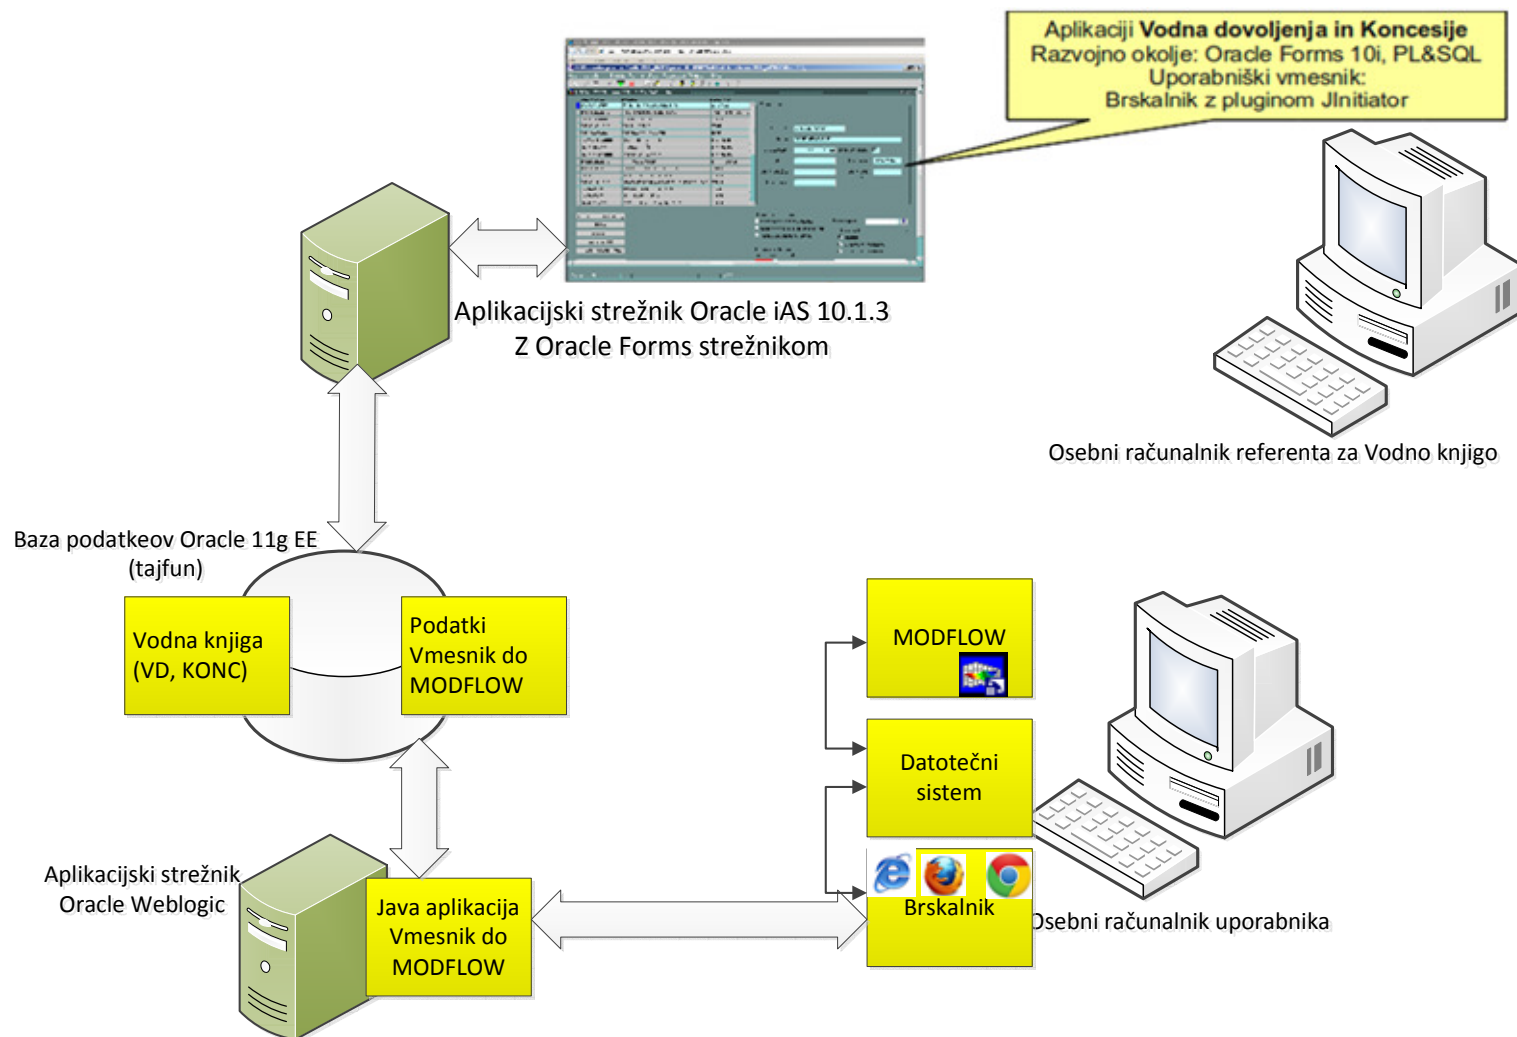 Aplikaciji Vodna dovoljenja in Koncesije
Razvojno okolje: Oracle Forms 10i, PL&SQL
Uporabniški vmesnik:
Brskalnik z pluginom JInitiator
Aplikacijski strežnik Oracle iAS 10.1.3
Z Oracle Forms strežnikom
Osebni računalnik referenta za Vodno knjigo
Baza podatkeov Oracle 11g EE
(tajfun)
Vodna knjiga
(VD, KONC)
Podatki
Vmesnik do
MODFLOW
MODFLOW
Datotečni
sistem
Aplikacijski strežnik
Oracle Weblogic
Java aplikacija
Vmesnik do
MODFLOW
Brskalnik
Osebni računalnik uporabnika